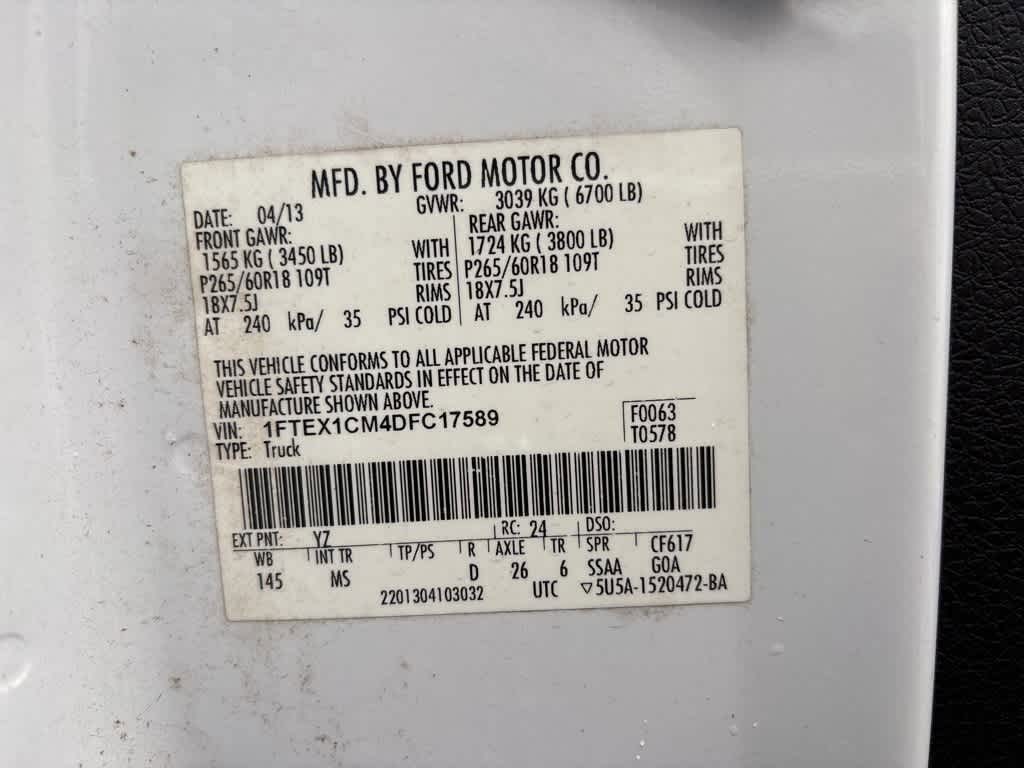 MFD. BY FORD MOTOR CO.
DATE: 04/13 GVWR: 3039 KG ( 6700 LB)
FRONT GAWR: REAR GAWR:
1565 KG ( 3450 LB) WITH 1724 KG ( 3800 LB) WITH
P265/60R18 109T TIRES P265/60R18 109T TIRES
18X7.5J RIMS 18X7.5J RIMS
AT 240 kPa/ 35 PSI COLD AT 240 kPa/ 35 PSI COLD
THIS VEHICLE CONFORMS TO ALL APPLICABLE FEDERAL MOTOR
VEHICLE SAFETY STANDARDS IN EFFECT ON THE DATE OF
MANUFACTURE SHOWN ABOVE.
VIN: 1FTEX1CM4DFC17589 F0063
TYPE: Truck T0578
EXT PNT: YZ RC: 24 DSO:
WB INT TR TP/PS R AXLE TR SPR CF617
145 MS D 26 6 SSAA GOA
2201304103032 UTC ▽5U5A-1520472-BA